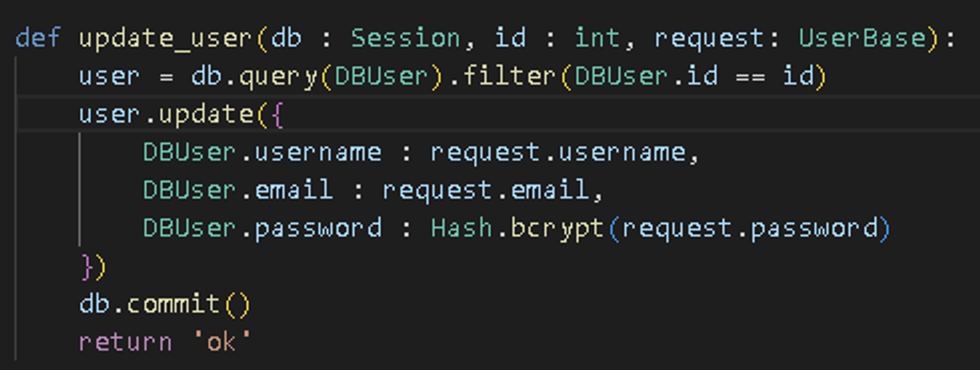 def update_user(db : Session, id : int, request: UserBase):
    user = db.query(DBUser).filter(DBUser.id == id)
    user.update({
        DBUser.username : request.username,
        DBUser.email : request.email,
        DBUser.password : Hash.bcrypt(request.password)
    })
    db.commit()
    return 'ok'